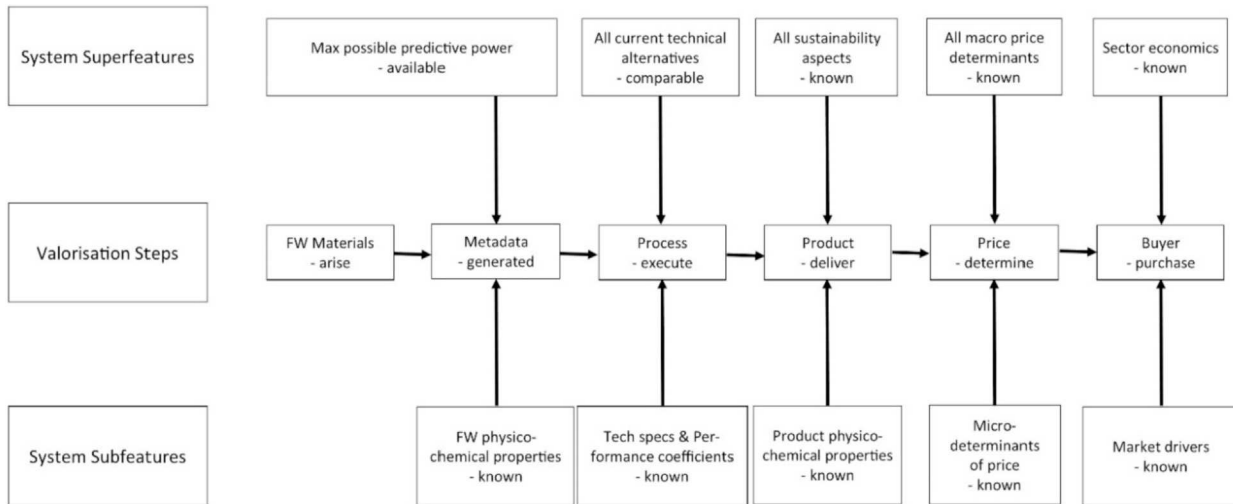 System Superfeatures
Max possible predictive power
- available
All current technical
alternatives
- comparable
All sustainability
aspects
- known
All macro price
determinants
- known
Sector economics
- known
Valorisation Steps
FW Materials
- arise
Metadata
- generated
Process
- execute
Product
- deliver
Price
- determine
Buyer
- purchase
System Subfeatures
FW physico-
chemical properties
- known
Tech specs & Per-
formance coefficients
- known
Product physico-
chemical properties
- known
Micro-
determinants
of price
- known
Market drivers
- known